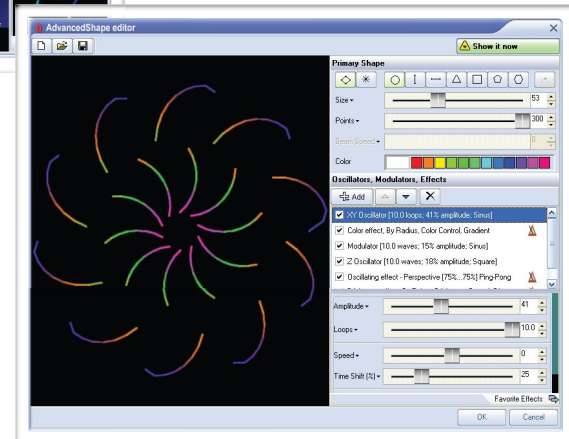 AdvancedShape editor
Show it now
Primary Shape
Size
53
Points
300
Beam Speed
0
Color
Oscillators, Modulators, Effects
Add
XY Oscillator [10.0 loops; 41% amplitude; Sinus]
Color effect, By Radius, Color Control, Gradient
Modulator [10.0 waves; 15% amplitude; Sinus]
Z Oscillator [10.0 waves; 18% amplitude; Square]
Oscillating effect - Perspective [75%...75%] Ping-Pong
Amplitude
41
Loops
10.0
Speed
0
Time Shift (%)
25
Favorite Effects
OK
Cancel